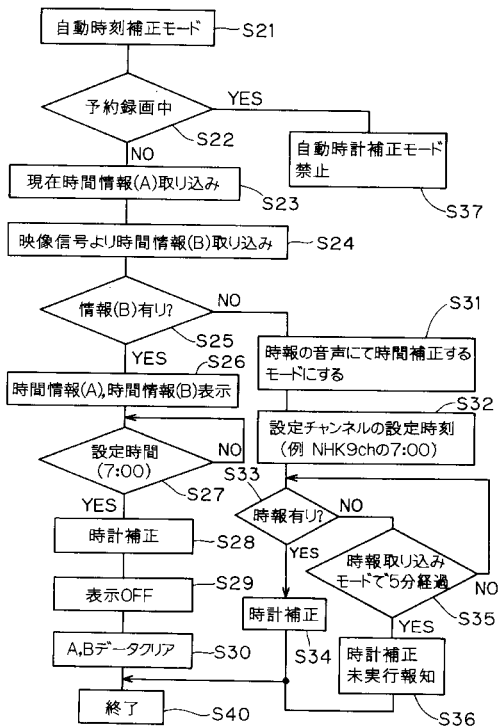 自動時刻補正モード
S21
予約録画中
YES
S22
NO
自動時計補正モード
禁止
S37
現在時間情報(A)取り込み
S23
映像信号より時間情報(B)取り込み
S24
情報(B)有り?
NO
S25
YES
S26
時間情報(A),時間情報(B)表示
S31
時報の音声にて時間補正する
モードにする
S32
設定チャンネルの設定時刻
(例 NHK9chの7:00)
設定時間
(7:00)
NO
S27
YES
時計補正
S28
表示OFF
S29
A,Bデータクリア
S30
終了
S40
S33
時報有り?
NO
YES
時計補正
S34
時報取り込み
モードで5分経過
NO
S35
YES
時計補正
未実行報知
S36